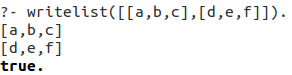 ?- writelist([[a,b,c],[d,e,f]]).
[a,b,c]
[d,e,f]
true.